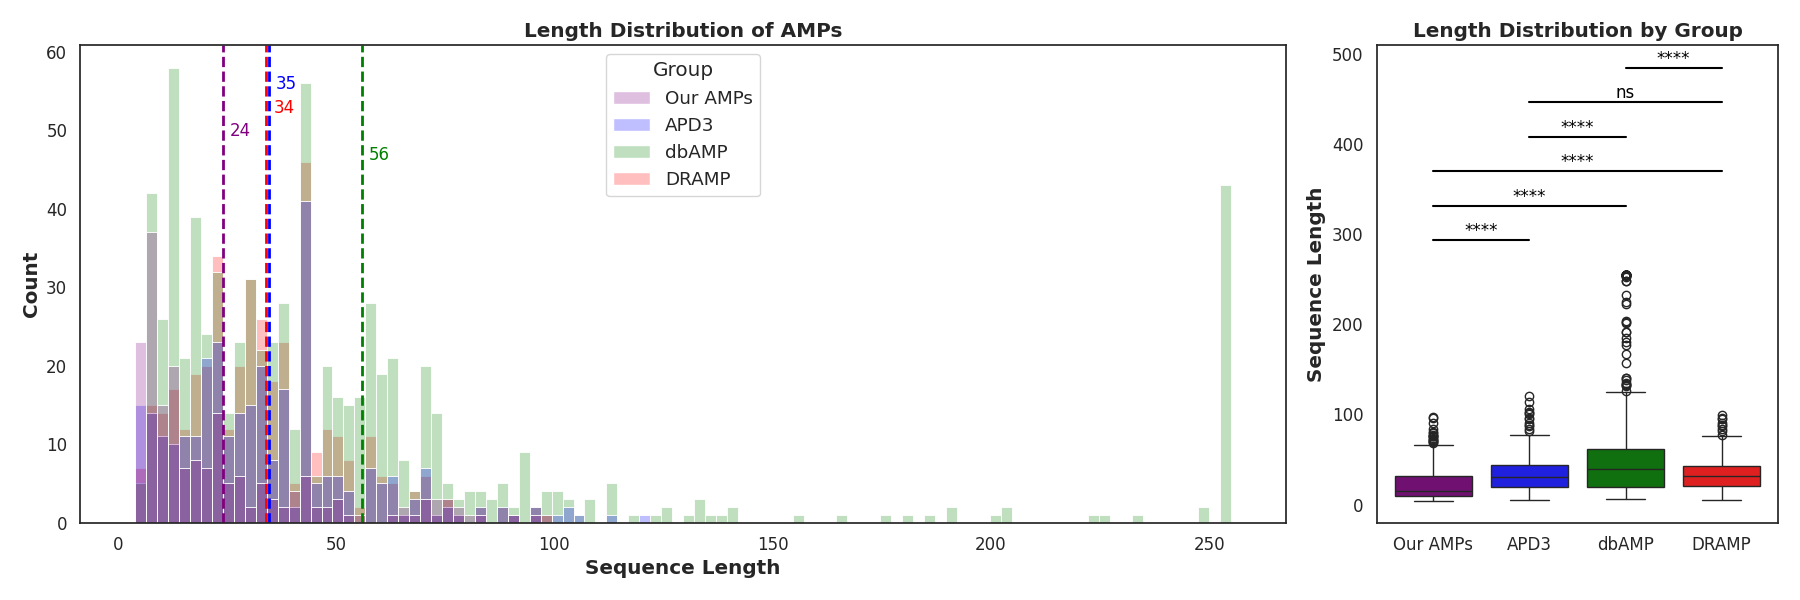 Length Distribution of AMPs
60
50
40
30
20
10
0
Count
24
35
34
56
Group
Our AMPs
APD3
dbAMP
DRAMP
0
50
100
150
200
250
Sequence Length
Length Distribution by Group
500
400
300
200
100
0
Sequence Length
****
ns
****
****
****
****
Our AMPs
APD3
dbAMP
DRAMP